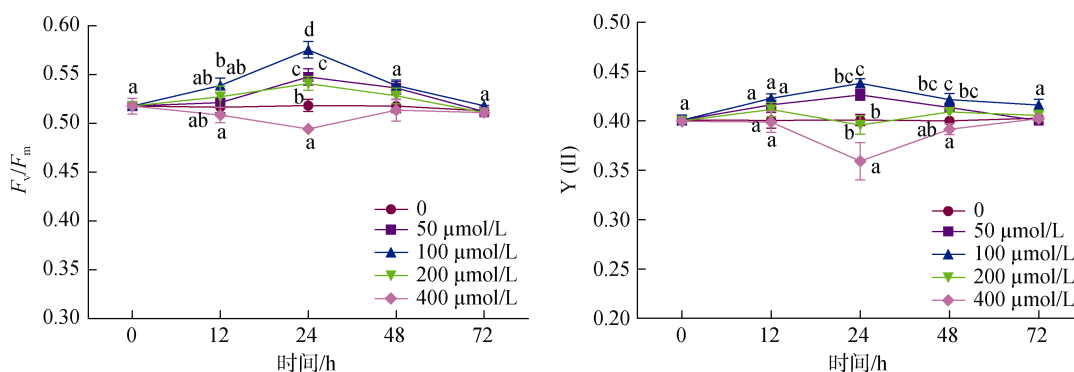 0.60
0.55
0.50
0.45
0.40
0.35
0.30
Fv/Fm
a
ab
b
ab
ab
a
d
c
c
b
a
a
a
0
50 µmol/L
100 µmol/L
200 µmol/L
400 µmol/L
0
12
24
48
72
时间/h
0.50
0.45
0.40
0.35
0.30
0.25
0.20
Y (II)
a
a
a
a
bc
c
b
b
a
bc
c
bc
ab
a
a
0
50 µmol/L
100 µmol/L
200 µmol/L
400 µmol/L
0
12
24
48
72
时间/h